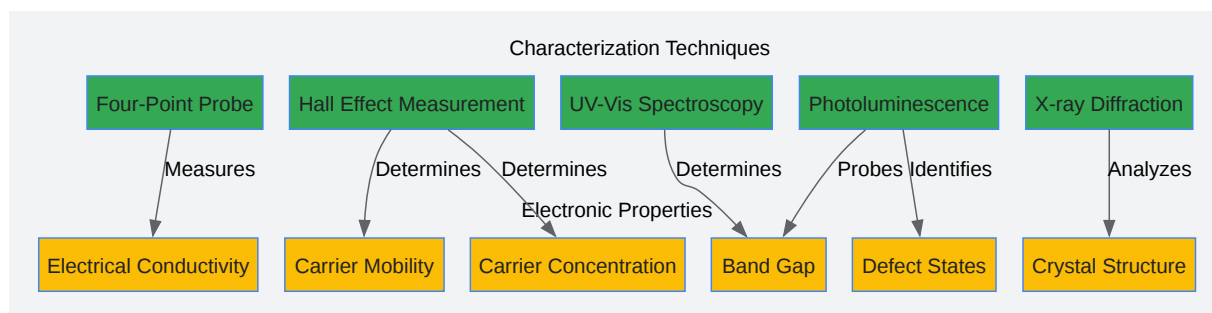 Characterization Techniques
Four-Point Probe
Hall Effect Measurement
UV-Vis Spectroscopy
Photoluminescence
X-ray Diffraction
Measures
Determines
Determines
Determines
Probes
Identifies
Analyzes
Electronic Properties
Electrical Conductivity
Carrier Mobility
Carrier Concentration
Band Gap
Defect States
Crystal Structure